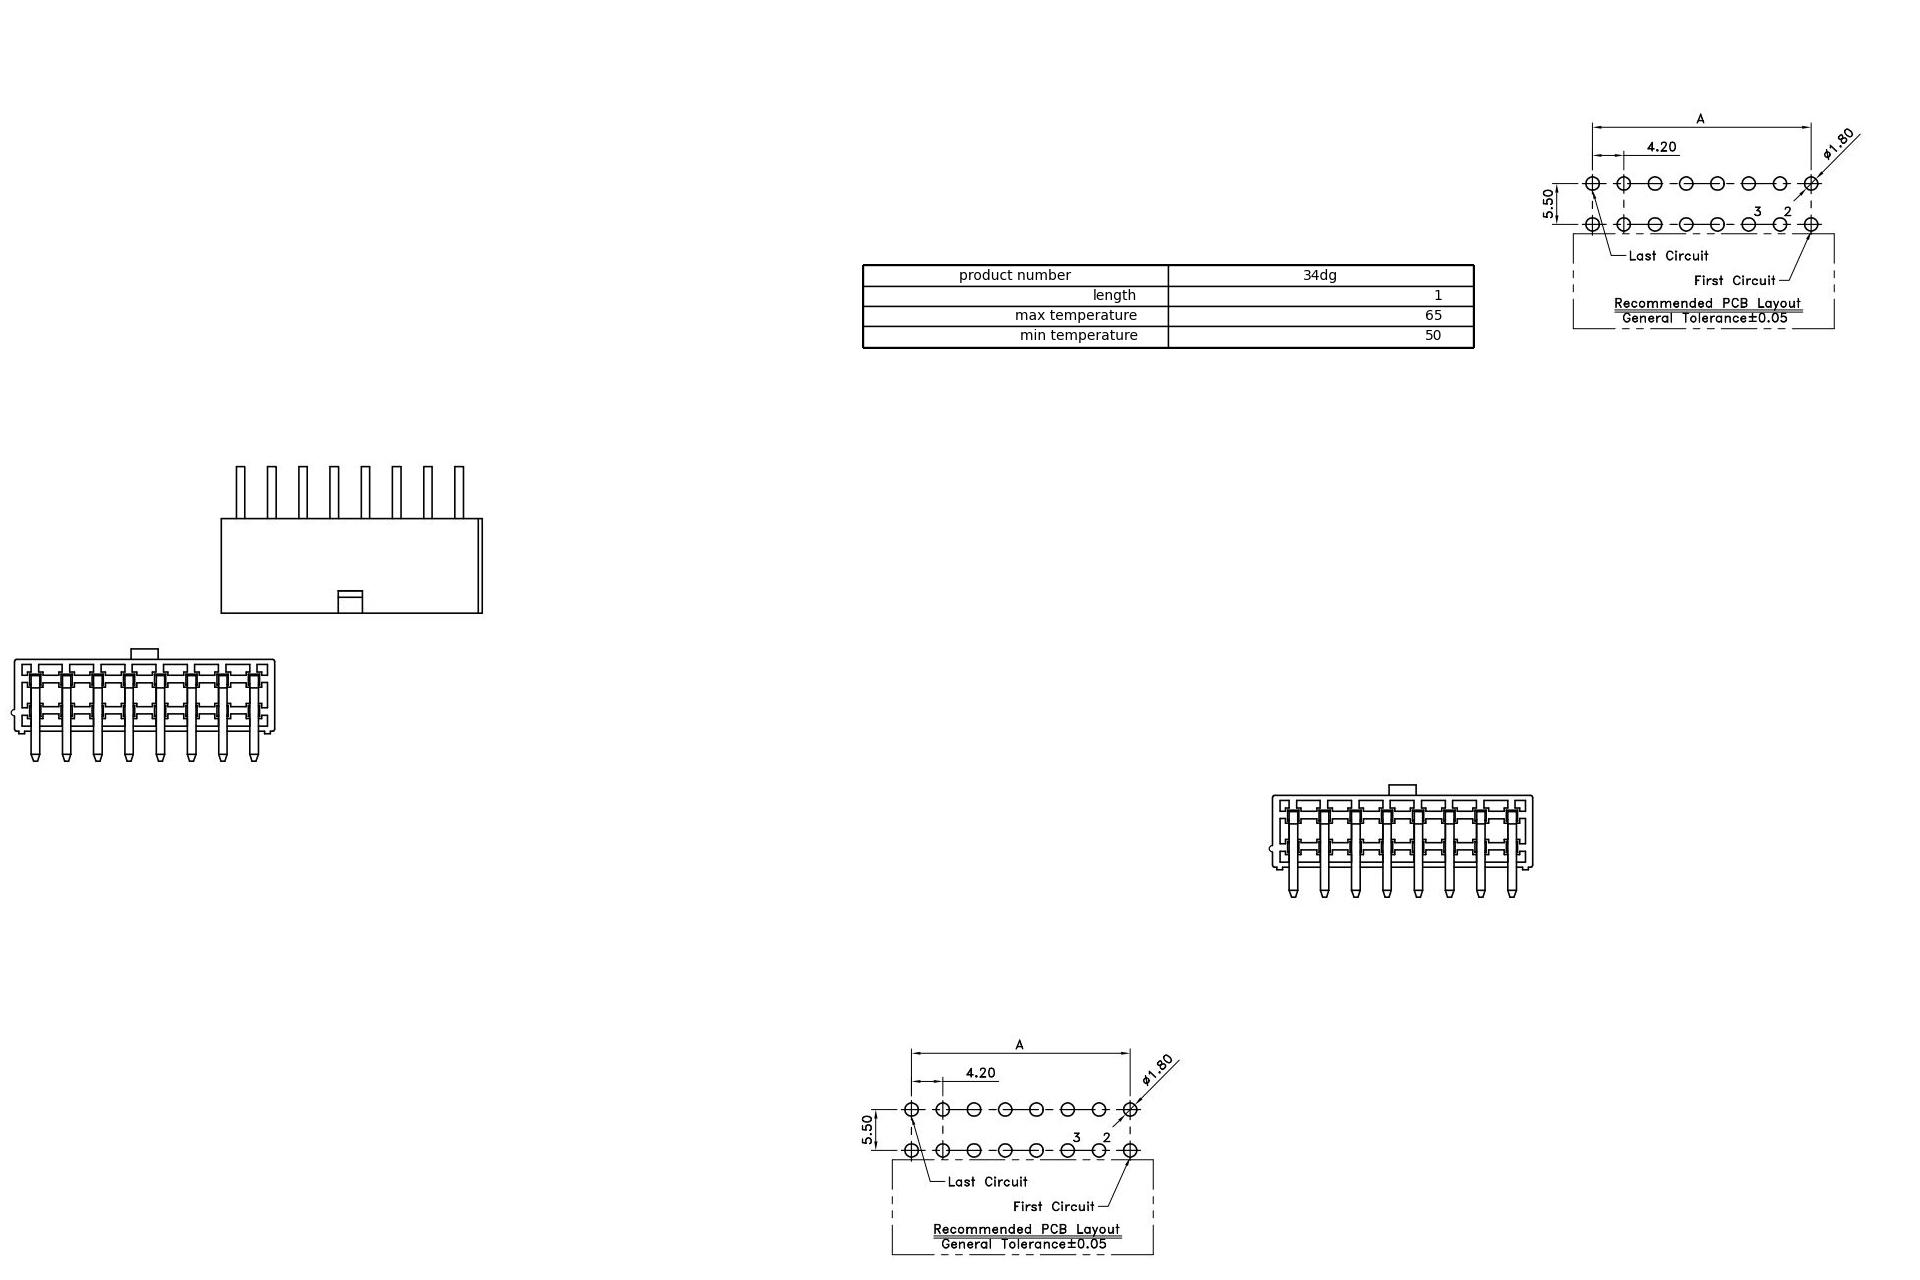 A
4.20
ø1.80
5.50
3 2
Last Circuit
First Circuit
Recommended PCB Layout
General Tolerance±0.05
product number 34dg
length 1
max temperature 65
min temperature 50
A
4.20
ø1.80
5.50
3 2
Last Circuit
First Circuit
Recommended PCB Layout
General Tolerance±0.05